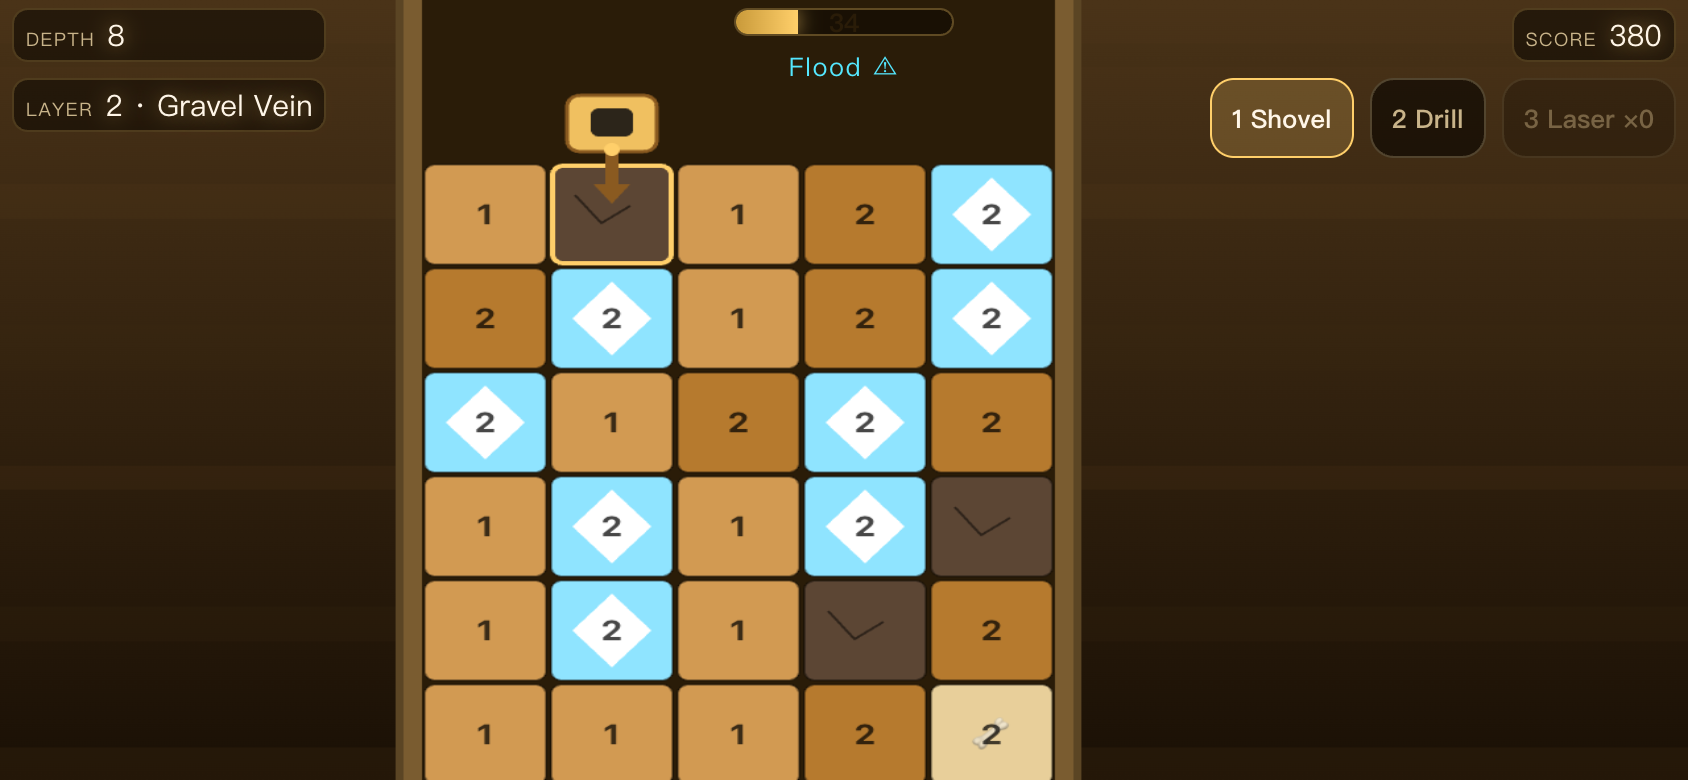 DEPTH 8
34
SCORE 380
Flood ⚠
LAYER 2 · Gravel Vein
1 Shovel
2 Drill
3 Laser ×0
1 1 2 2
2 2 1 2 2
2 1 2 2 2
1 2 1 2
1 2 1 2
1 1 1 2 2